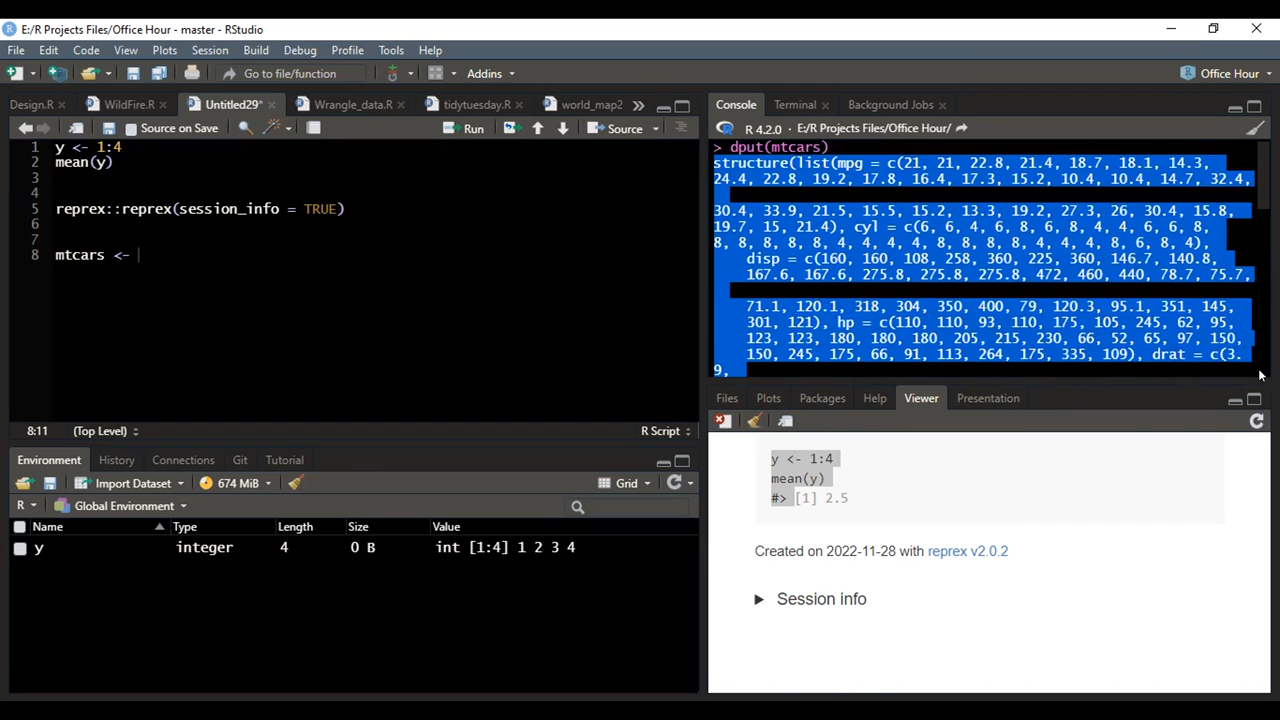 E:/R Projects Files/Office Hour - master - RStudio
File Edit Code View Plots Session Build Debug Profile Tools Help
Go to file/function Addins Office Hour
Design.R WildFire.R Untitled29* Wrangle_data.R tidytuesday.R world_map2
Source on Save Run Source
1 y <- 1:4
2 mean(y)
3
4
5 reprex::reprex(session_info = TRUE)
6
7
8 mtcars <-
8:11 (Top Level) R Script
Environment History Connections Git Tutorial
Import Dataset 674 MiB Grid
R Global Environment
Name Type Length Size Value
y integer 4 0 B int [1:4] 1 2 3 4
Console Terminal Background Jobs
R 4.2.0 · E:/R Projects Files/Office Hour/
> dput(mtcars)
structure(list(mpg = c(21, 21, 22.8, 21.4, 18.7, 18.1, 14.3,
24.4, 22.8, 19.2, 17.8, 16.4, 17.3, 15.2, 10.4, 10.4, 14.7, 32.4,
30.4, 33.9, 21.5, 15.5, 15.2, 13.3, 19.2, 27.3, 26, 30.4, 15.8,
19.7, 15, 21.4), cyl = c(6, 6, 4, 6, 8, 6, 8, 4, 4, 6, 6, 8,
8, 8, 8, 8, 8, 4, 4, 4, 4, 8, 8, 8, 8, 4, 4, 4, 8, 6, 8, 4),
disp = c(160, 160, 108, 258, 360, 225, 360, 146.7, 140.8,
167.6, 167.6, 275.8, 275.8, 275.8, 472, 460, 440, 78.7, 75.7,
71.1, 120.1, 318, 304, 350, 400, 79, 120.3, 95.1, 351, 145,
301, 121), hp = c(110, 110, 93, 110, 175, 105, 245, 62, 95,
123, 123, 180, 180, 180, 205, 215, 230, 66, 52, 65, 97, 150,
150, 245, 175, 66, 91, 113, 264, 175, 335, 109), drat = c(3.
9,
Files Plots Packages Help Viewer Presentation
y <- 1:4
mean(y)
#> [1] 2.5
Created on 2022-11-28 with reprex v2.0.2
Session info